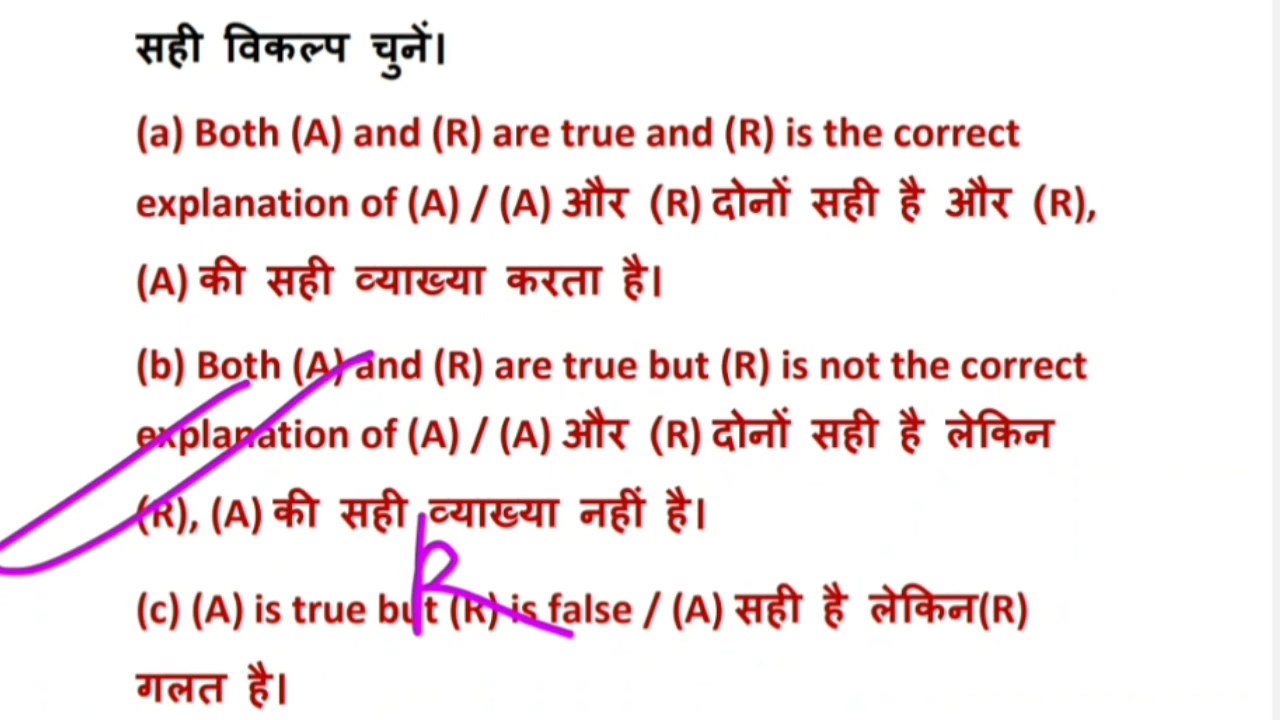 सही विकल्प चुनें।
(a) Both (A) and (R) are true and (R) is the correct
explanation of (A) / (A) और (R) दोनों सही है और (R),
(A) की सही व्याख्या करता है।
(b) Both (A) and (R) are true but (R) is not the correct
explanation of (A) / (A) और (R) दोनों सही है लेकिन
(R), (A) की सही व्याख्या नहीं है।
R
(c) (A) is true but (R) is false / (A) सही है लेकिन(R)
गलत है।